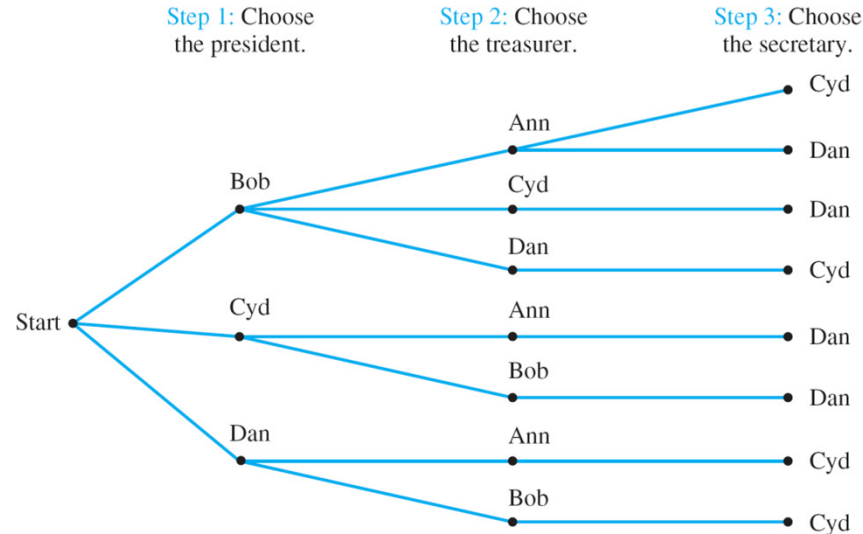 Step 1: Choose
the president.
Step 2: Choose
the treasurer.
Step 3: Choose
the secretary.
Cyd
Ann
Dan
Bob
Cyd
Dan
Dan
Cyd
Cyd
Ann
Start
Dan
Bob
Dan
Dan
Ann
Cyd
Bob
Cyd